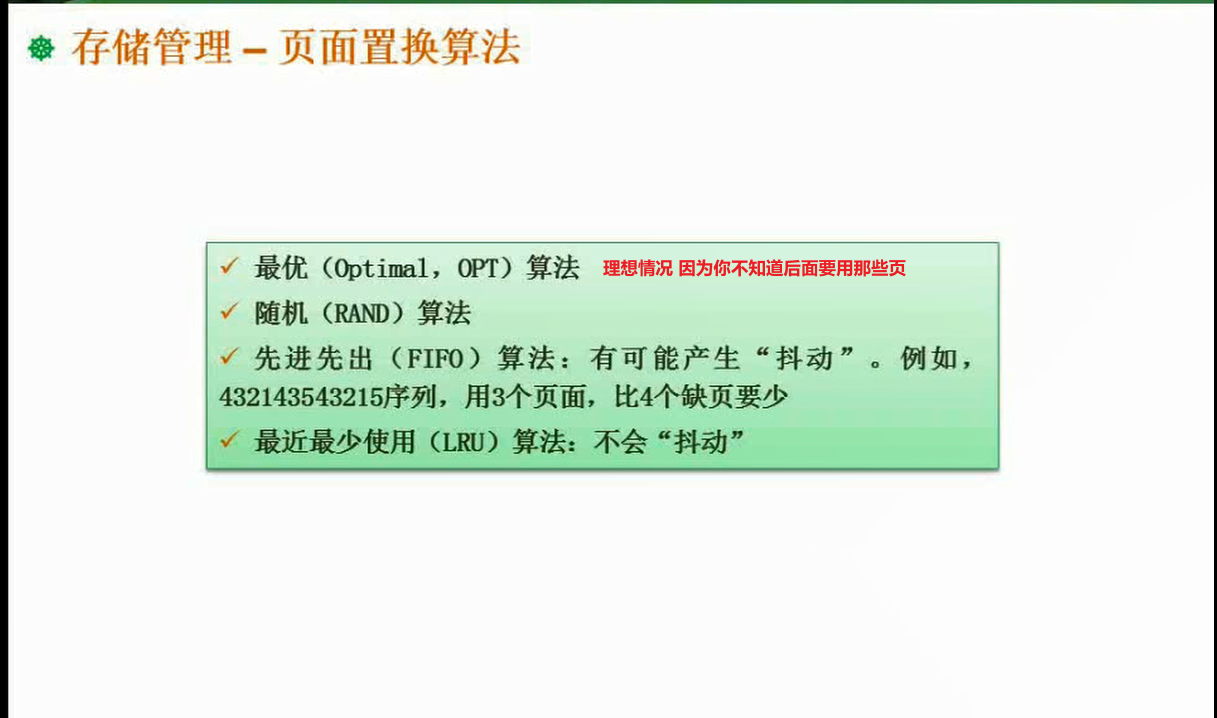 存储管理 – 页面置换算法
最优（Optimal，OPT）算法 理想情况 因为你不知道后面要用那些页
随机（RAND）算法
先进先出（FIFO）算法：有可能产生“抖动”。例如，
432143543215序列，用3个页面，比4个缺页要少
最近最少使用（LRU）算法：不会“抖动”